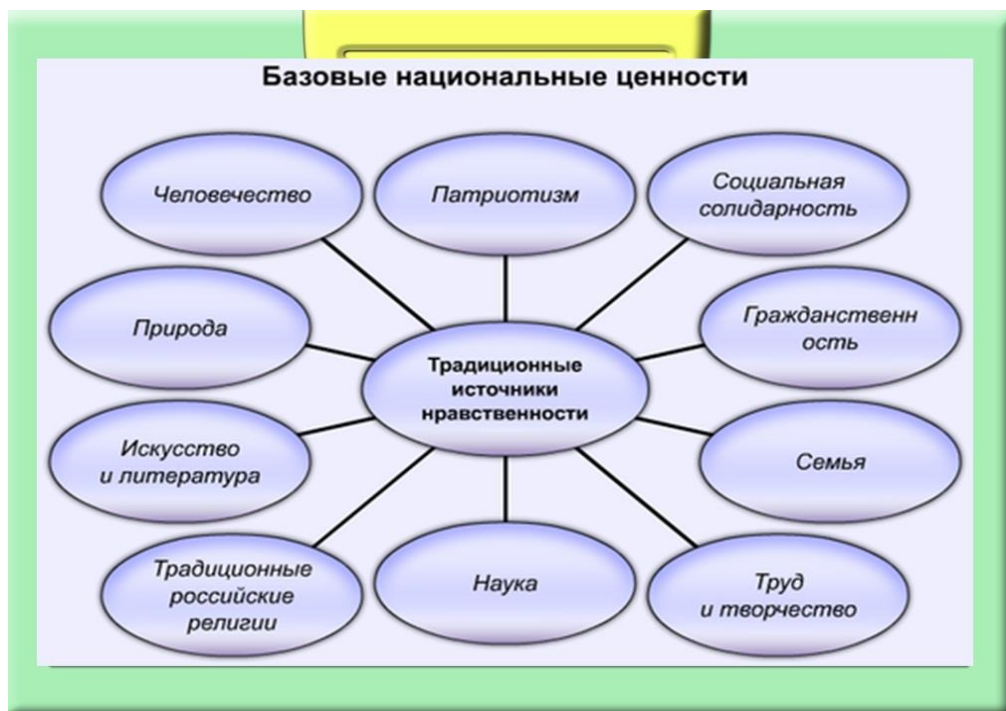 Базовые национальные ценности
Человечество
Патриотизм
Социальная
солидарность
Природа
Гражданственн
ость
Традиционные
источники
нравственности
Искусство
и литература
Семья
Традиционные
российские
религии
Наука
Труд
и творчество